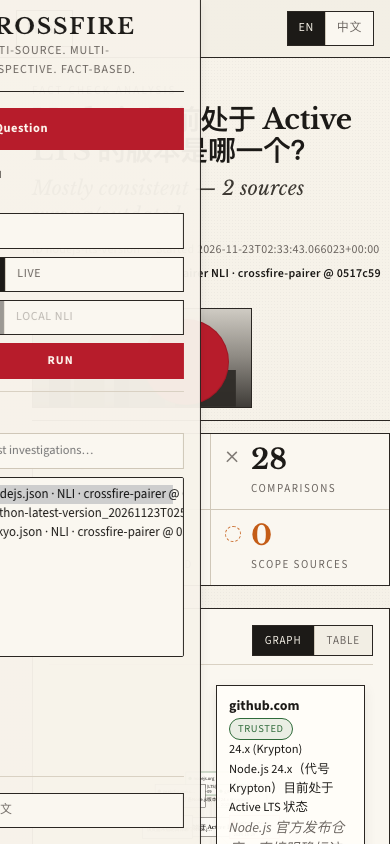 ROSSFIRE
TI-SOURCE. MULTI-
SPECTIVE. FACT-BASED.
Question
LIVE
LOCAL NLI
RUN
st investigations…
dejs.json · NLI · crossfire-pairer @
thon-latest-version_20261123T025
kyo.json · NLI · crossfire-pairer @ 0
文
EN
中文
处于 Active
LTS 的版本是哪一个?
Mostly consistent — 2 sources
2026-11-23T02:33:43.066023+00:00
er NLI · crossfire-pairer @ 0517c59
28
COMPARISONS
0
SCOPE SOURCES
GRAPH
TABLE
github.com
TRUSTED
24.x (Krypton)
Node.js 24.x（代号
Krypton）目前处于
Active LTS 状态
Node.js 官方发布仓